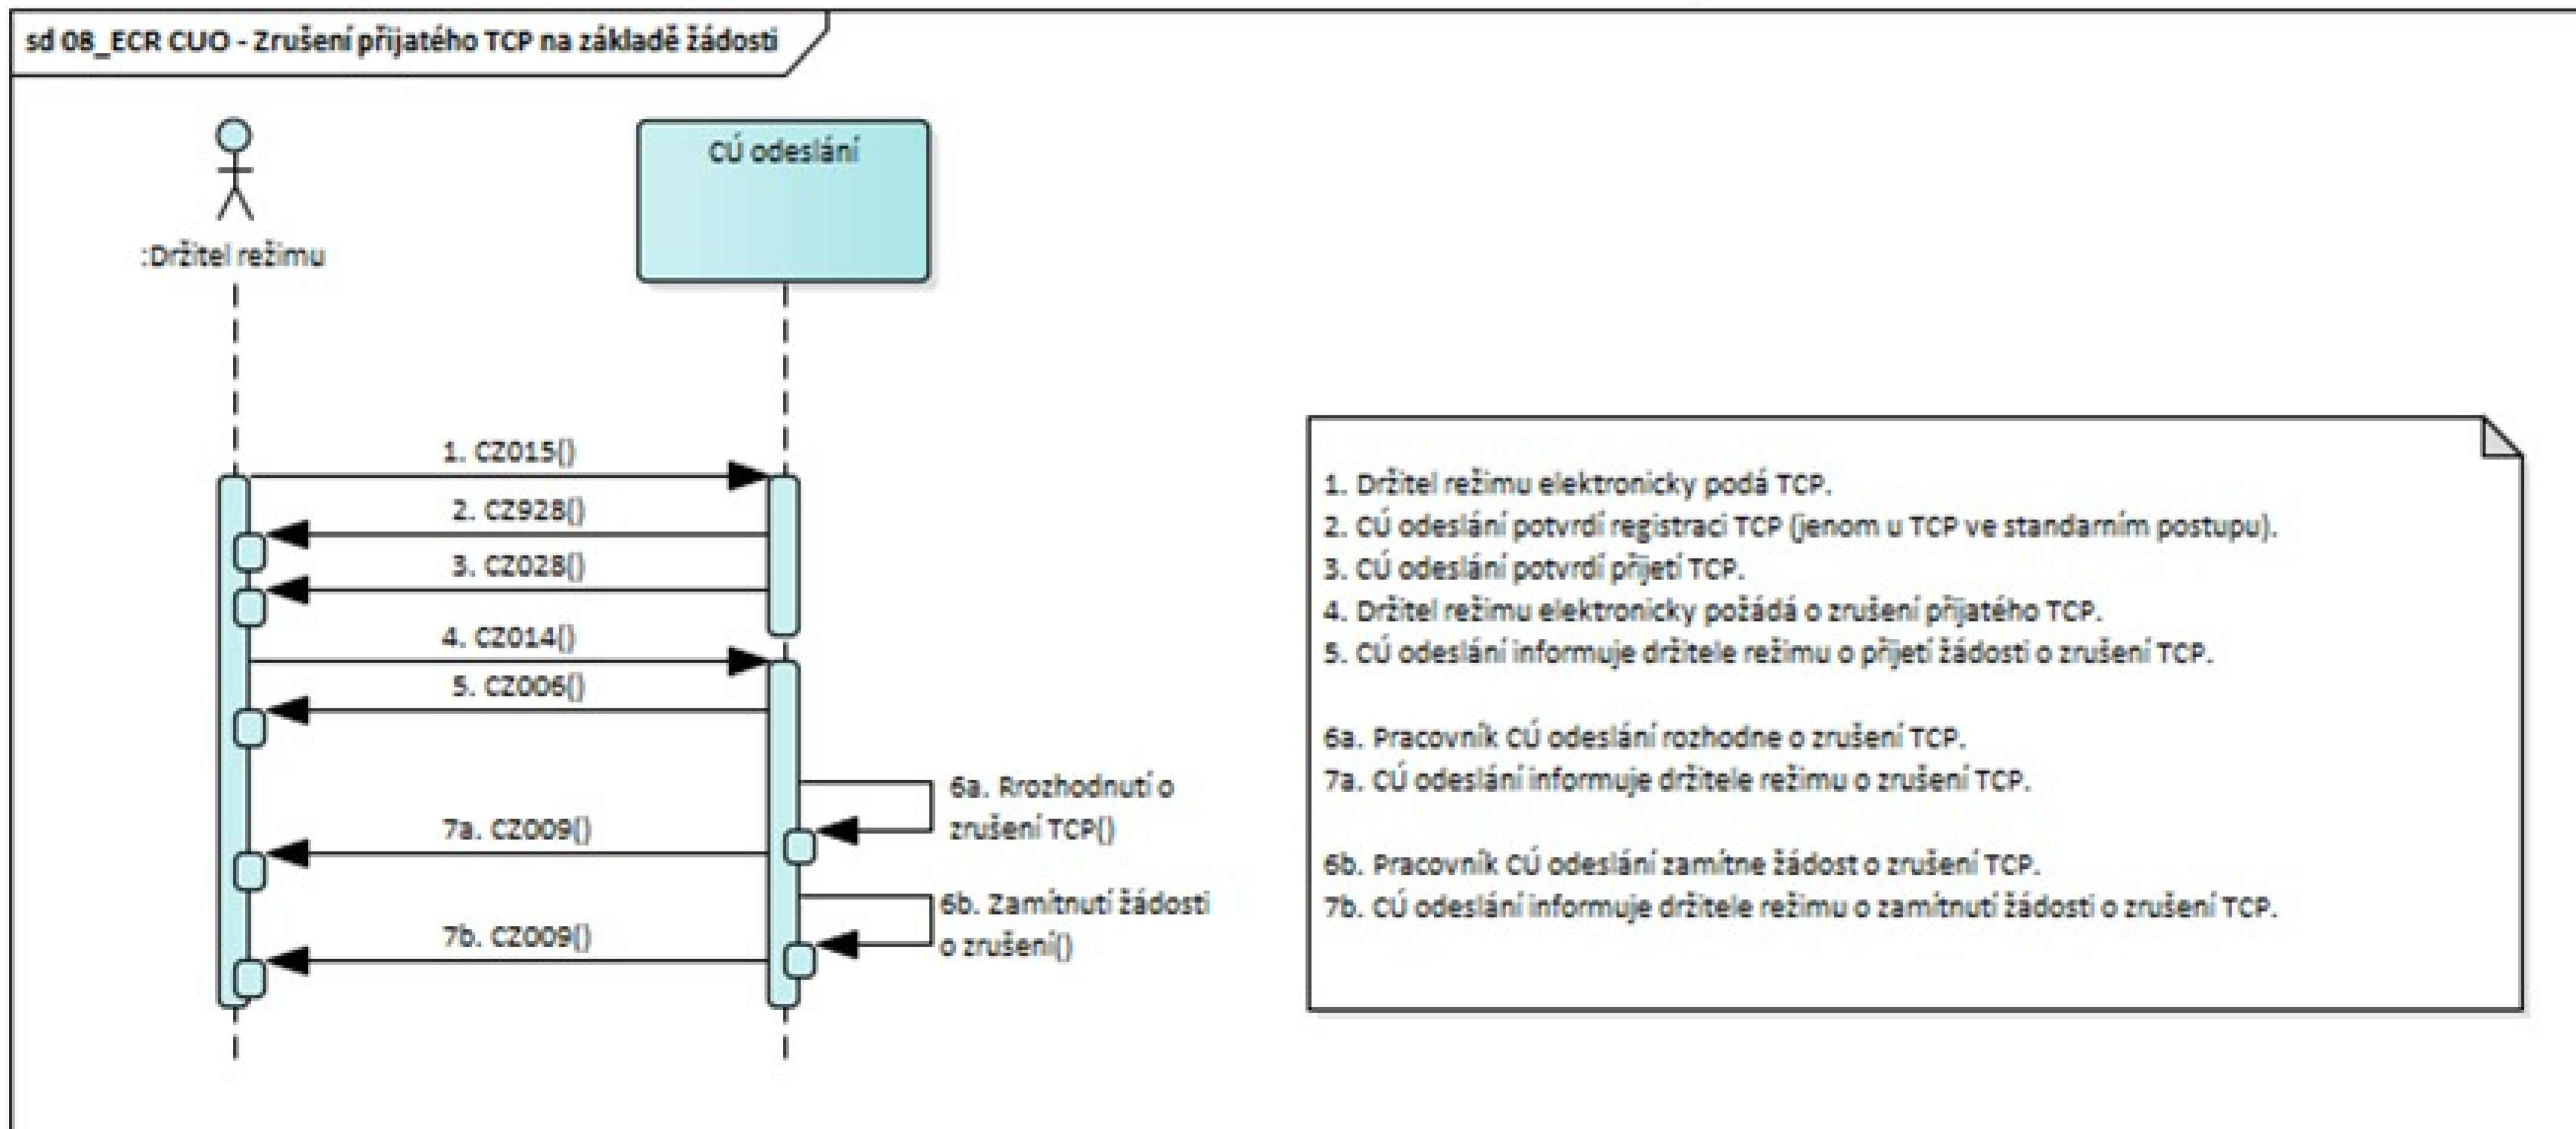 sd 08_ECR CUO - Zrušení přijatého TCP na základě žádosti
CÚ odeslání
:Držitel režimu
1. CZ015()
2. CZ928()
3. CZ028()
4. CZ014()
5. CZ006()
6a. Rrozhodnutí o
zrušení TCP()
7a. CZ009()
6b. Zamítnutí žádosti
o zrušení()
7b. CZ009()
1. Držitel režimu elektronicky podá TCP.
2. CÚ odeslání potvrdí registraci TCP (jenom u TCP ve standarním postupu).
3. CÚ odeslání potvrdí přijetí TCP.
4. Držitel režimu elektronicky požádá o zrušení přijatého TCP.
5. CÚ odeslání informuje držitele režimu o přijetí žádosti o zrušení TCP.
6a. Pracovník CÚ odeslání rozhodne o zrušení TCP.
7a. CÚ odeslání informuje držitele režimu o zrušení TCP.
6b. Pracovník CÚ odeslání zamítne žádost o zrušení TCP.
7b. CÚ odeslání informuje držitele režimu o zamítnutí žádosti o zrušení TCP.